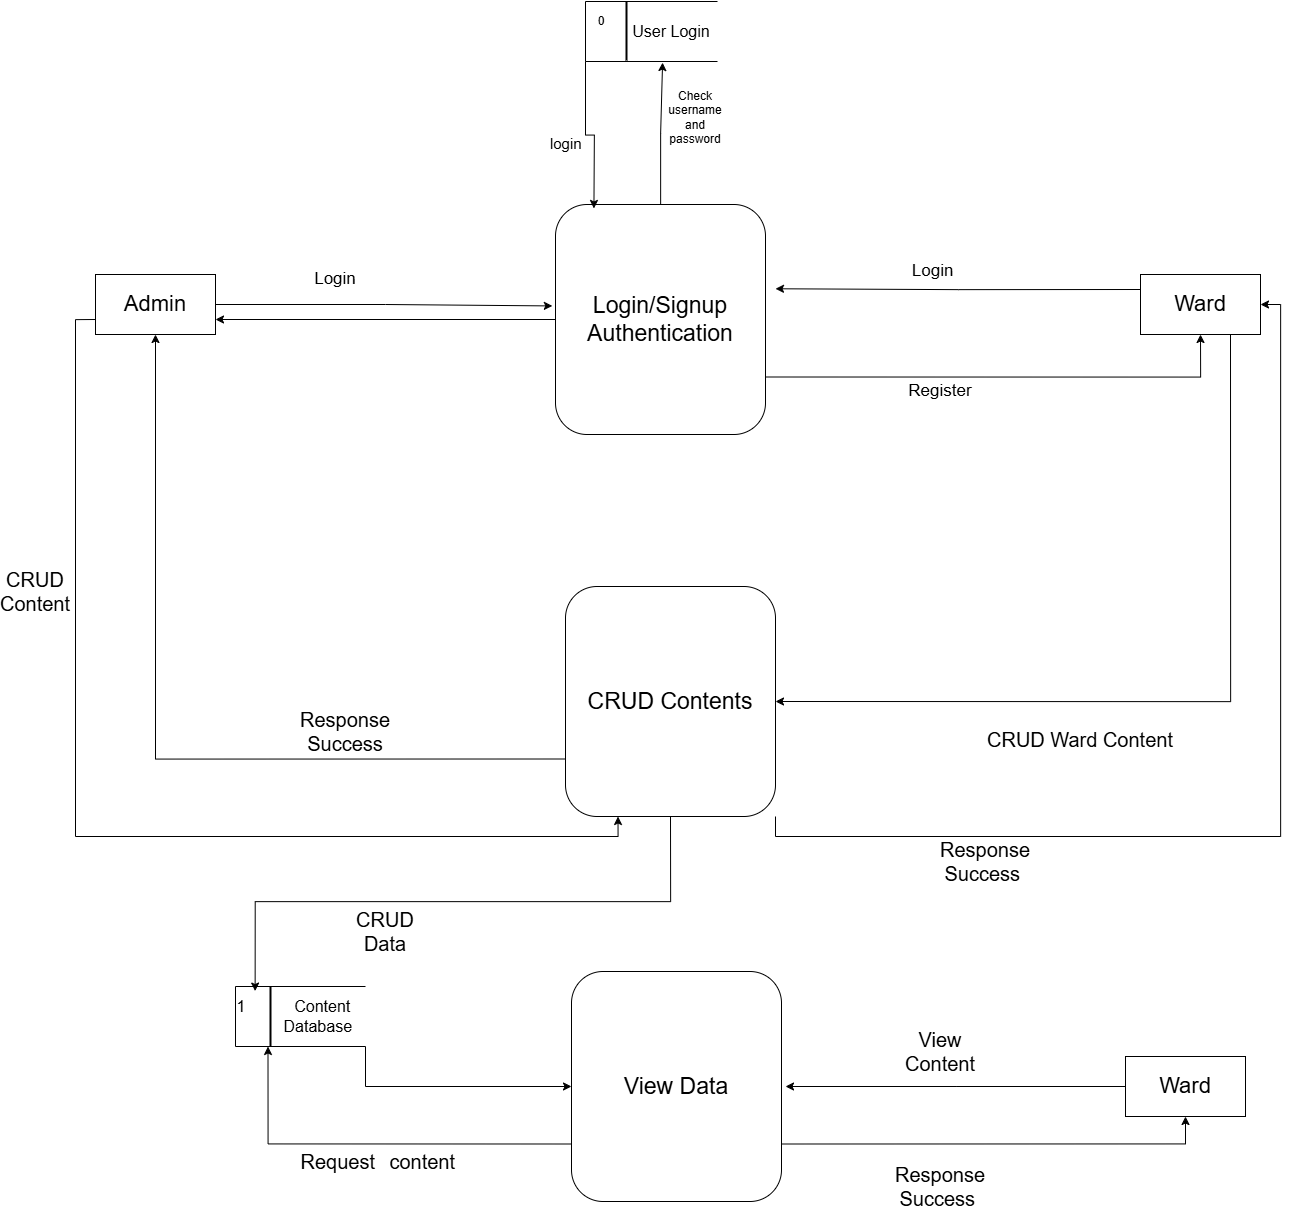 0
User Login
Check
username
and
password
login
Login
Login
Admin
Login/Signup
Authentication
Ward
Register
CRUD
Content
CRUD Contents
Response
Success
CRUD Ward Content
Response
Success
CRUD
Data
1
Content
Database
View
Content
View Data
Ward
Request content
Response
Success